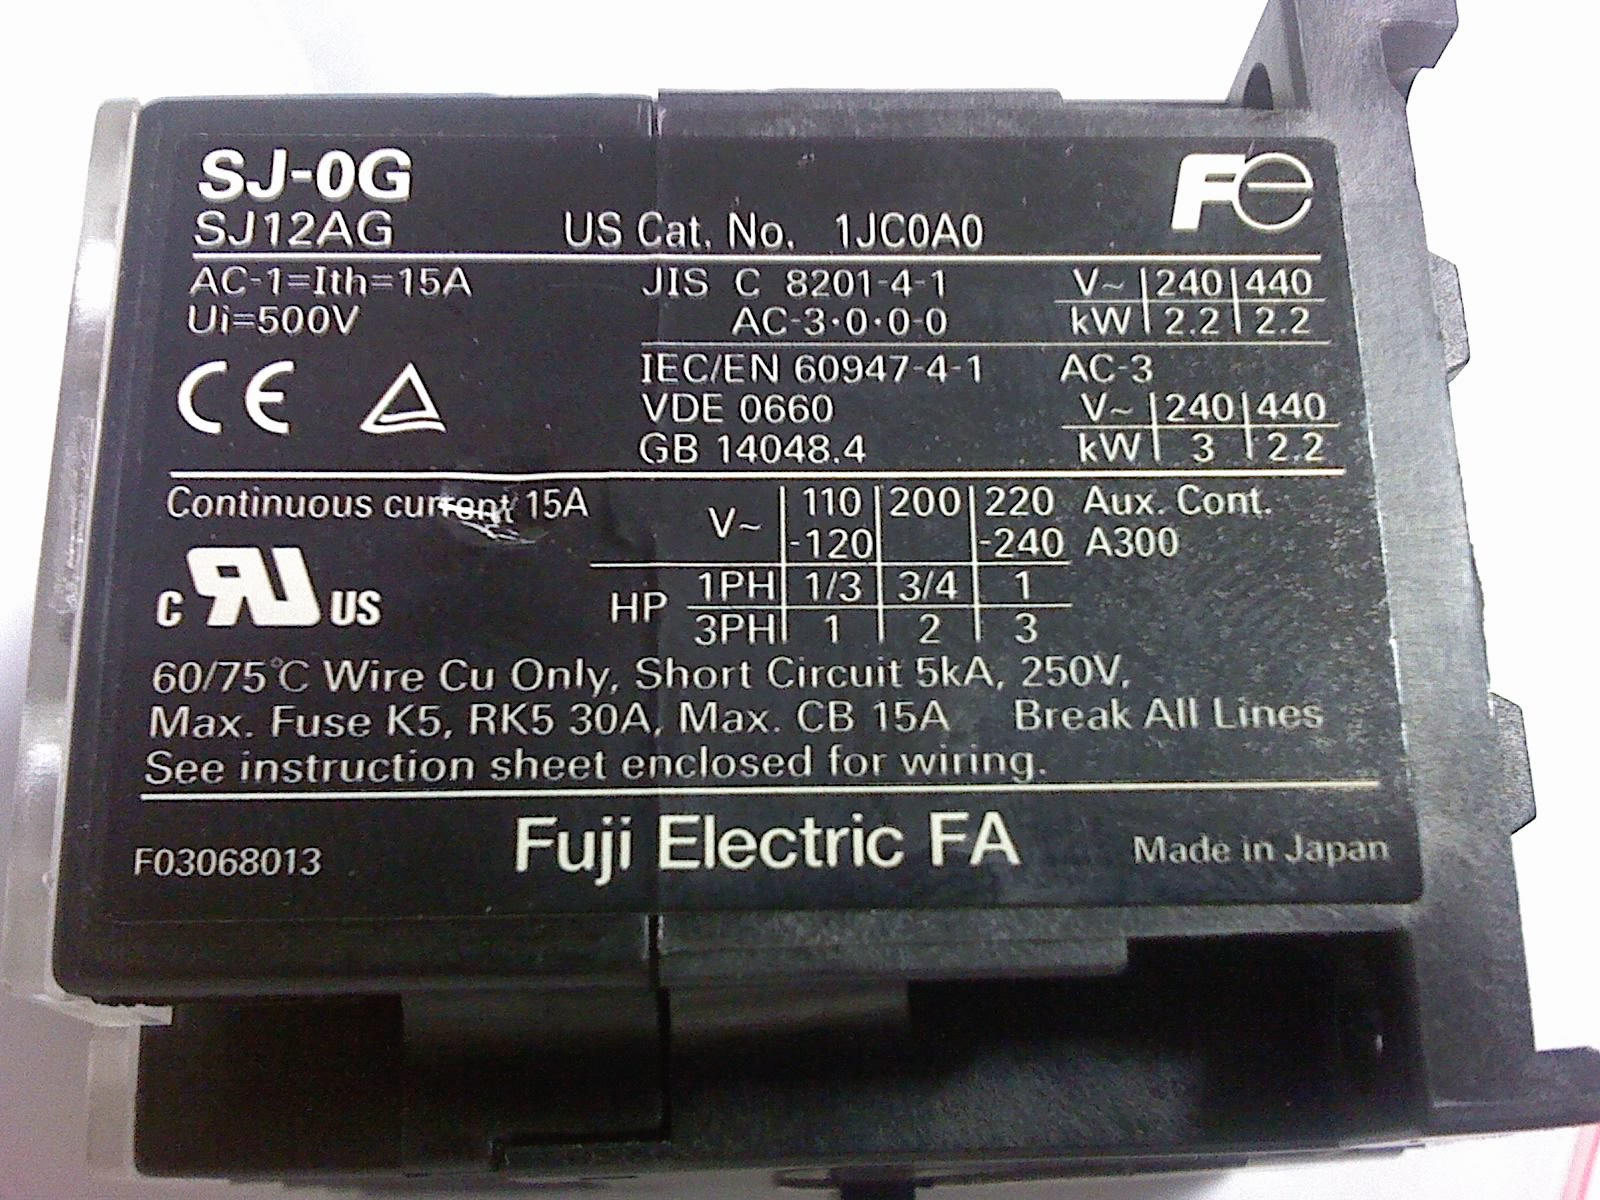 SJ-0G
Fe
SJ12AG US Cat. No. 1JC0A0
AC-1=Ith=15A JIS C 8201-4-1 V~ 240 440
Ui=500V AC-3·0·0-0 kW 2.2 2.2
CE IEC/EN 60947-4-1 AC-3
VDE 0660 V~ 240 440
GB 14048.4 kW 3 2.2
Continuous current 15A V~ 110 200 220 Aux. Cont.
-120 -240 A300
c RU US HP 1PH 1/3 3/4 1
3PH 1 2 3
60/75°C Wire Cu Only, Short Circuit 5kA, 250V,
Max. Fuse K5, RK5 30A, Max. CB 15A Break All Lines
See instruction sheet enclosed for wiring.
F03068013 Fuji Electric FA Made in Japan